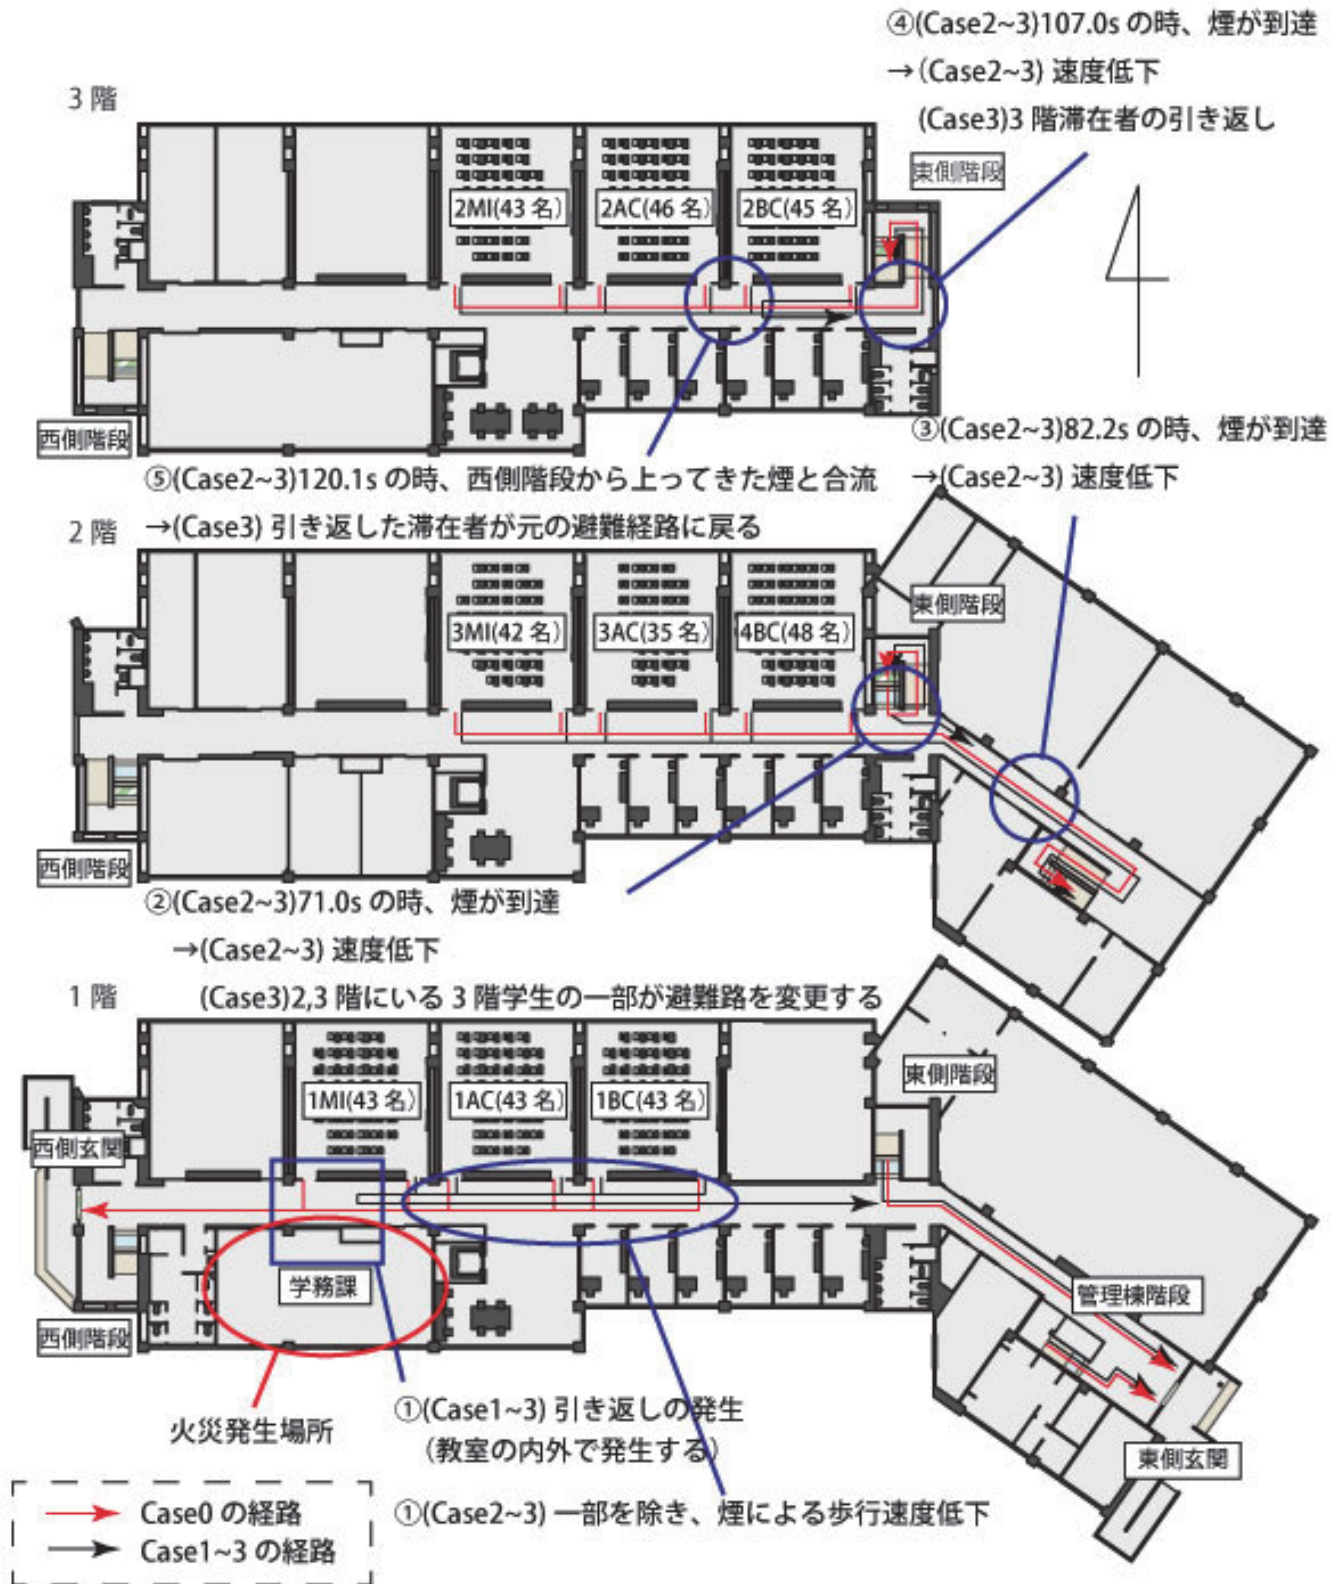 ④(Case2~3)107.0s の時、煙が到達
→(Case2~3) 速度低下
(Case3)3 階滞在者の引き返し
3 階
東側階段
2MI(43 名)
2AC(46 名)
2BC(45 名)
西側階段
③(Case2~3)82.2s の時、煙が到達
→(Case2~3) 速度低下
⑤(Case2~3)120.1s の時、西側階段から上ってきた煙と合流
→(Case3) 引き返した滞在者が元の避難経路に戻る
2 階
東側階段
3MI(42 名)
3AC(35 名)
4BC(48 名)
西側階段
②(Case2~3)71.0s の時、煙が到達
→(Case2~3) 速度低下
(Case3)2,3 階にいる 3 階学生の一部が避難路を変更する
1 階
東側階段
1MI(43 名)
1AC(43 名)
1BC(43 名)
西側玄関
学務課
管理棟階段
西側階段
火災発生場所
①(Case1~3) 引き返しの発生
(教室の内外で発生する)
東側玄関
①(Case2~3) 一部を除き、煙による歩行速度低下
Case0 の経路
Case1~3 の経路